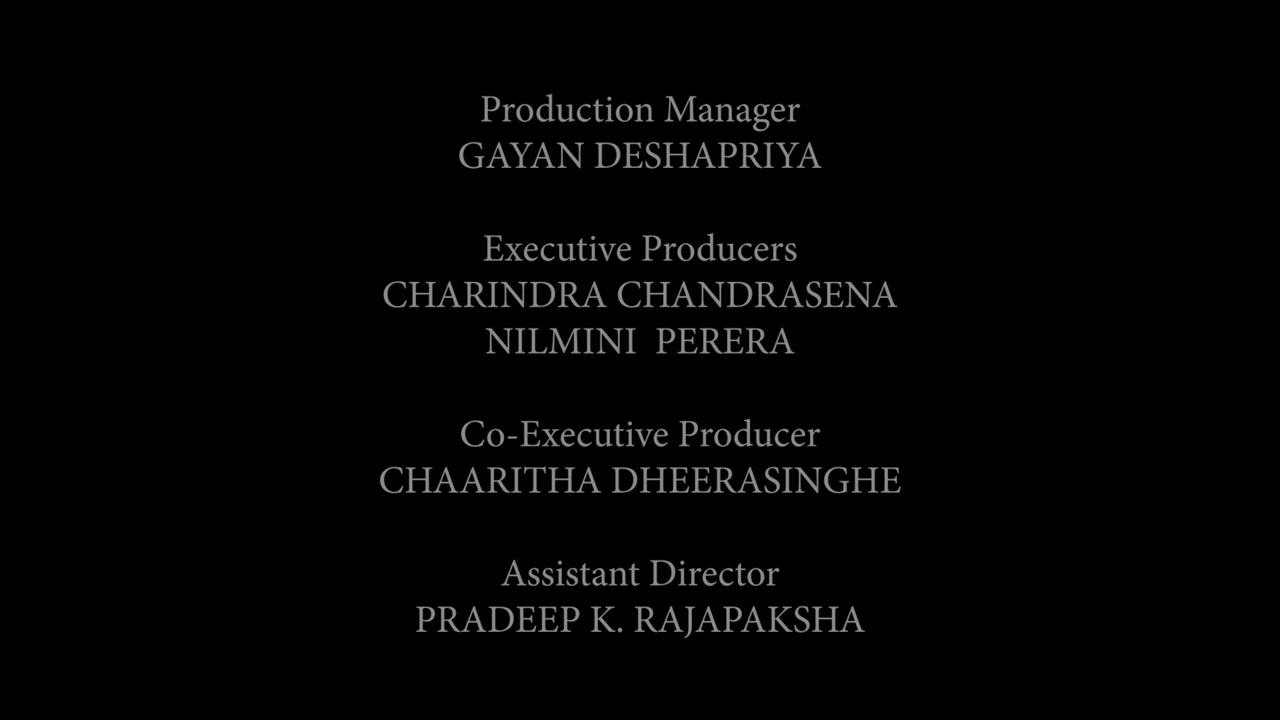 Production Manager
GAYAN DESHAPRIYA
Executive Producers
CHARINDRA CHANDRASENA
NILMINI PERERA
Co-Executive Producer
CHAARITHA DHEERASINGHE
Assistant Director
PRADEEP K. RAJAPAKSHA